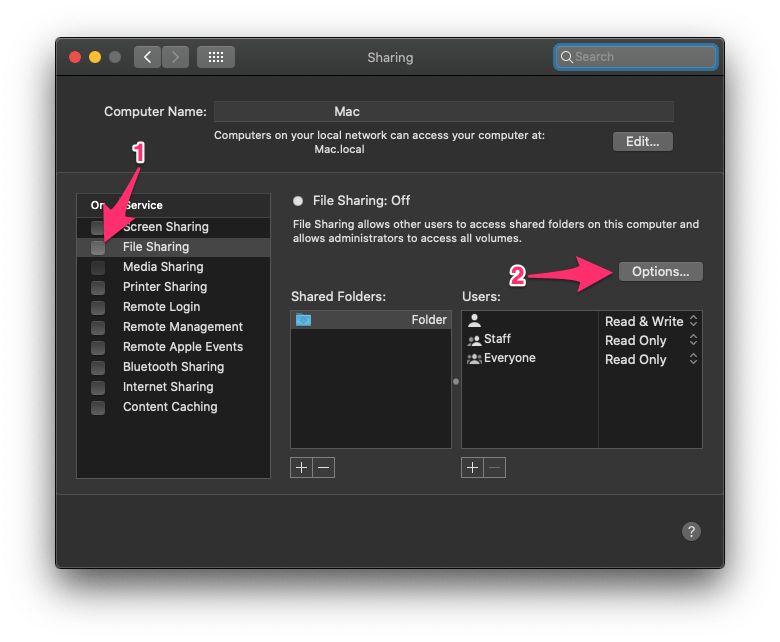 Sharing
Search
Computer Name:
Mac
Computers on your local network can access your computer at:
Mac.local
Edit...
1
On Service
Screen Sharing
File Sharing
Media Sharing
Printer Sharing
Remote Login
Remote Management
Remote Apple Events
Bluetooth Sharing
Internet Sharing
Content Caching
File Sharing: Off
File Sharing allows other users to access shared folders on this computer and
allows administrators to access all volumes.
2
Options...
Shared Folders:
Folder
Users:
Read & Write
Staff
Read Only
Everyone
Read Only
+ −
+ −
?